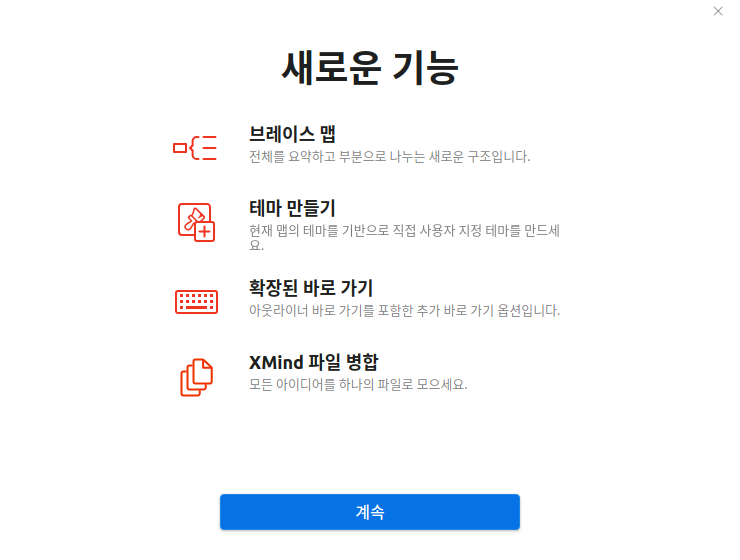 새로운 기능
브레이스 맵
전체를 요약하고 부분으로 나누는 새로운 구조입니다.
테마 만들기
현재 맵의 테마를 기반으로 직접 사용자 지정 테마를 만드세
요.
확장된 바로 가기
아웃라이너 바로 가기를 포함한 추가 바로 가기 옵션입니다.
XMind 파일 병합
모든 아이디어를 하나의 파일로 모으세요.
계속